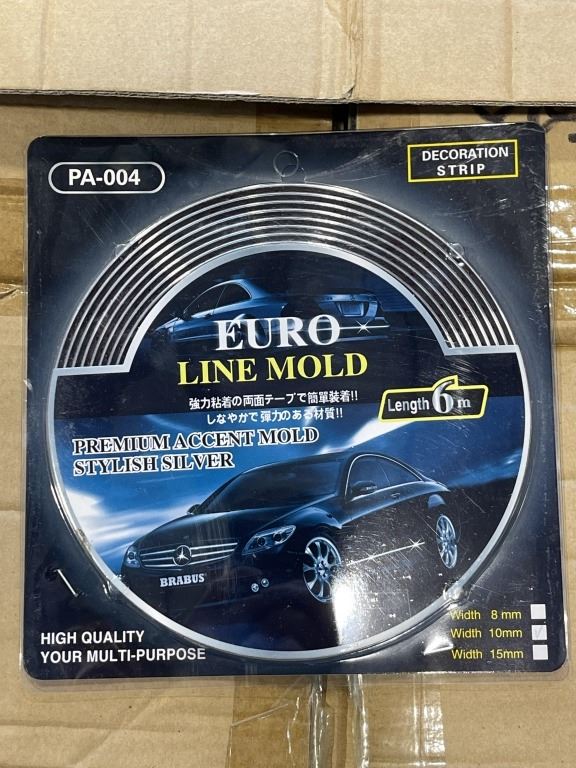 PA-004
DECORATION
STRIP
EURO
LINE MOLD
強力粘着の両面テープで簡單装着!!
しなやかで弾力のある材質!!
Length 6m
PREMIUM ACCENT MOLD
STYLISH SILVER
BRABUS
Width 8 mm
Width 10mm
Width 15mm
HIGH QUALITY
YOUR MULTI-PURPOSE